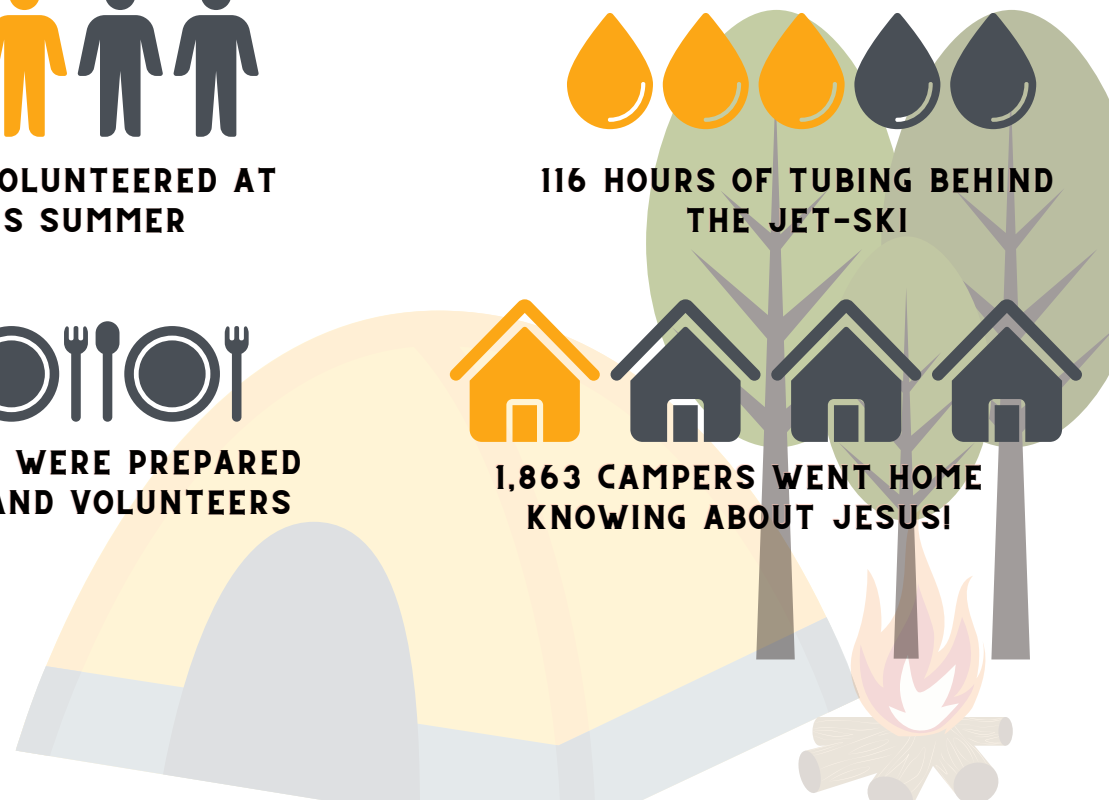 OLUNTEERED AT
S SUMMER
116 HOURS OF TUBING BEHIND
THE JET-SKI
WERE PREPARED
AND VOLUNTEERS
1,863 CAMPERS WENT HOME
KNOWING ABOUT JESUS!